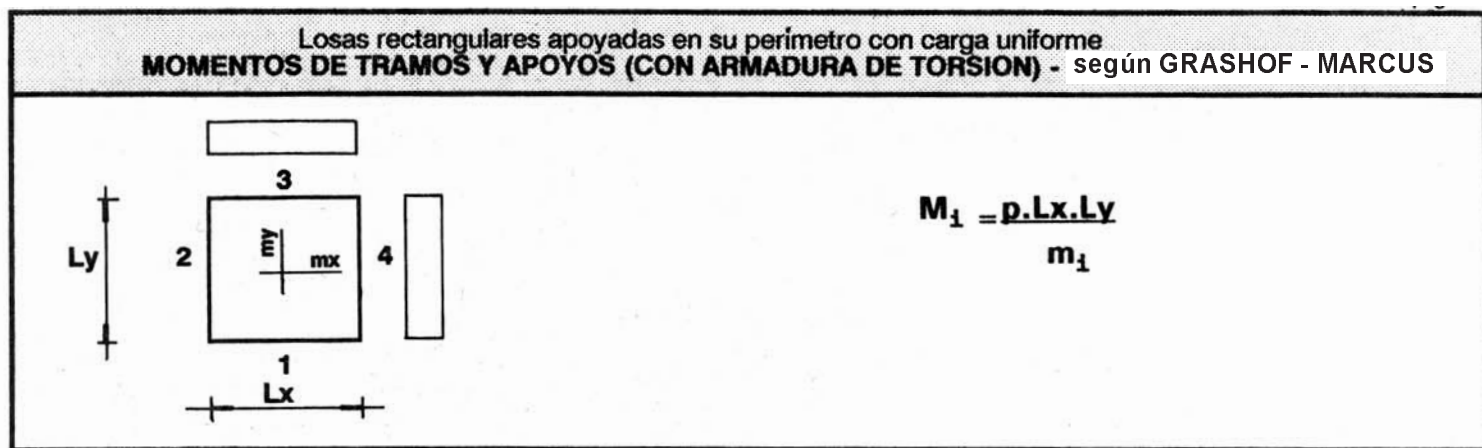 Losas rectangulares apoyadas en su perimetro con carga uniforme
MOMENTOS DE TRAMOS Y APOYOS (CON ARMADURA DE TORSION) - según GRASHOF - MARCUS
3
Ly 2 my mx 4
1
Lx
Mi = p.Lx.Ly
mi